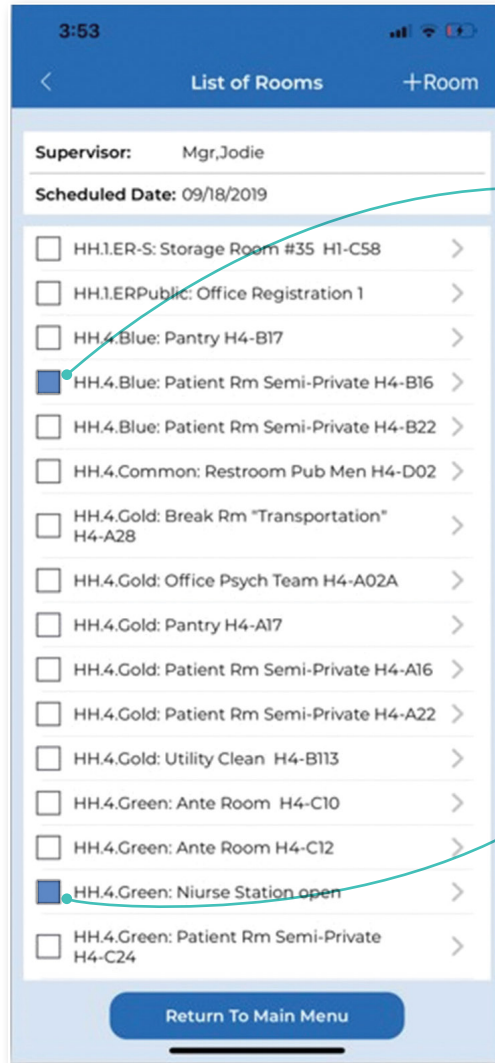 3:53
List of Rooms
+Room
Supervisor: Mgr,Jodie
Scheduled Date: 09/18/2019
HH.1.ER-S: Storage Room #35 H1-C58
HH.1.ERPublic: Office Registration 1
HH.4.Blue: Pantry H4-B17
HH.4.Blue: Patient Rm Semi-Private H4-B16
HH.4.Blue: Patient Rm Semi-Private H4-B22
HH.4.Common: Restroom Pub Men H4-D02
HH.4.Gold: Break Rm "Transportation"
H4-A28
HH.4.Gold: Office Psych Team H4-A02A
HH.4.Gold: Pantry H4-A17
HH.4.Gold: Patient Rm Semi-Private H4-A16
HH.4.Gold: Patient Rm Semi-Private H4-A22
HH.4.Gold: Utility Clean H4-B113
HH.4.Green: Ante Room H4-C10
HH.4.Green: Ante Room H4-C12
HH.4.Green: Niurse Station open
HH.4.Green: Patient Rm Semi-Private
H4-C24
Return To Main Menu